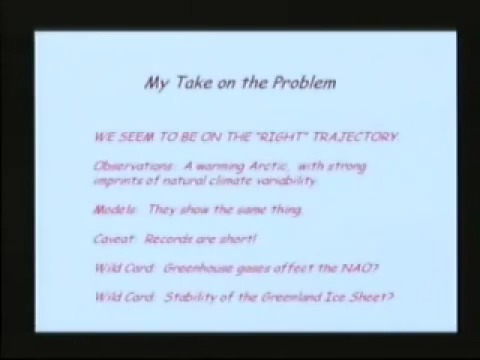 My Take on the Problem
WE SEEM TO BE ON THE "RIGHT" TRAJECTORY
Observations: A warming Arctic, with strong
imprints of natural climate variability.
Models: They show the same thing.
Caveat: Records are short!
Wild Card: Greenhouse gases affect the NAO?
Wild Card: Stability of the Greenland Ice Sheet?